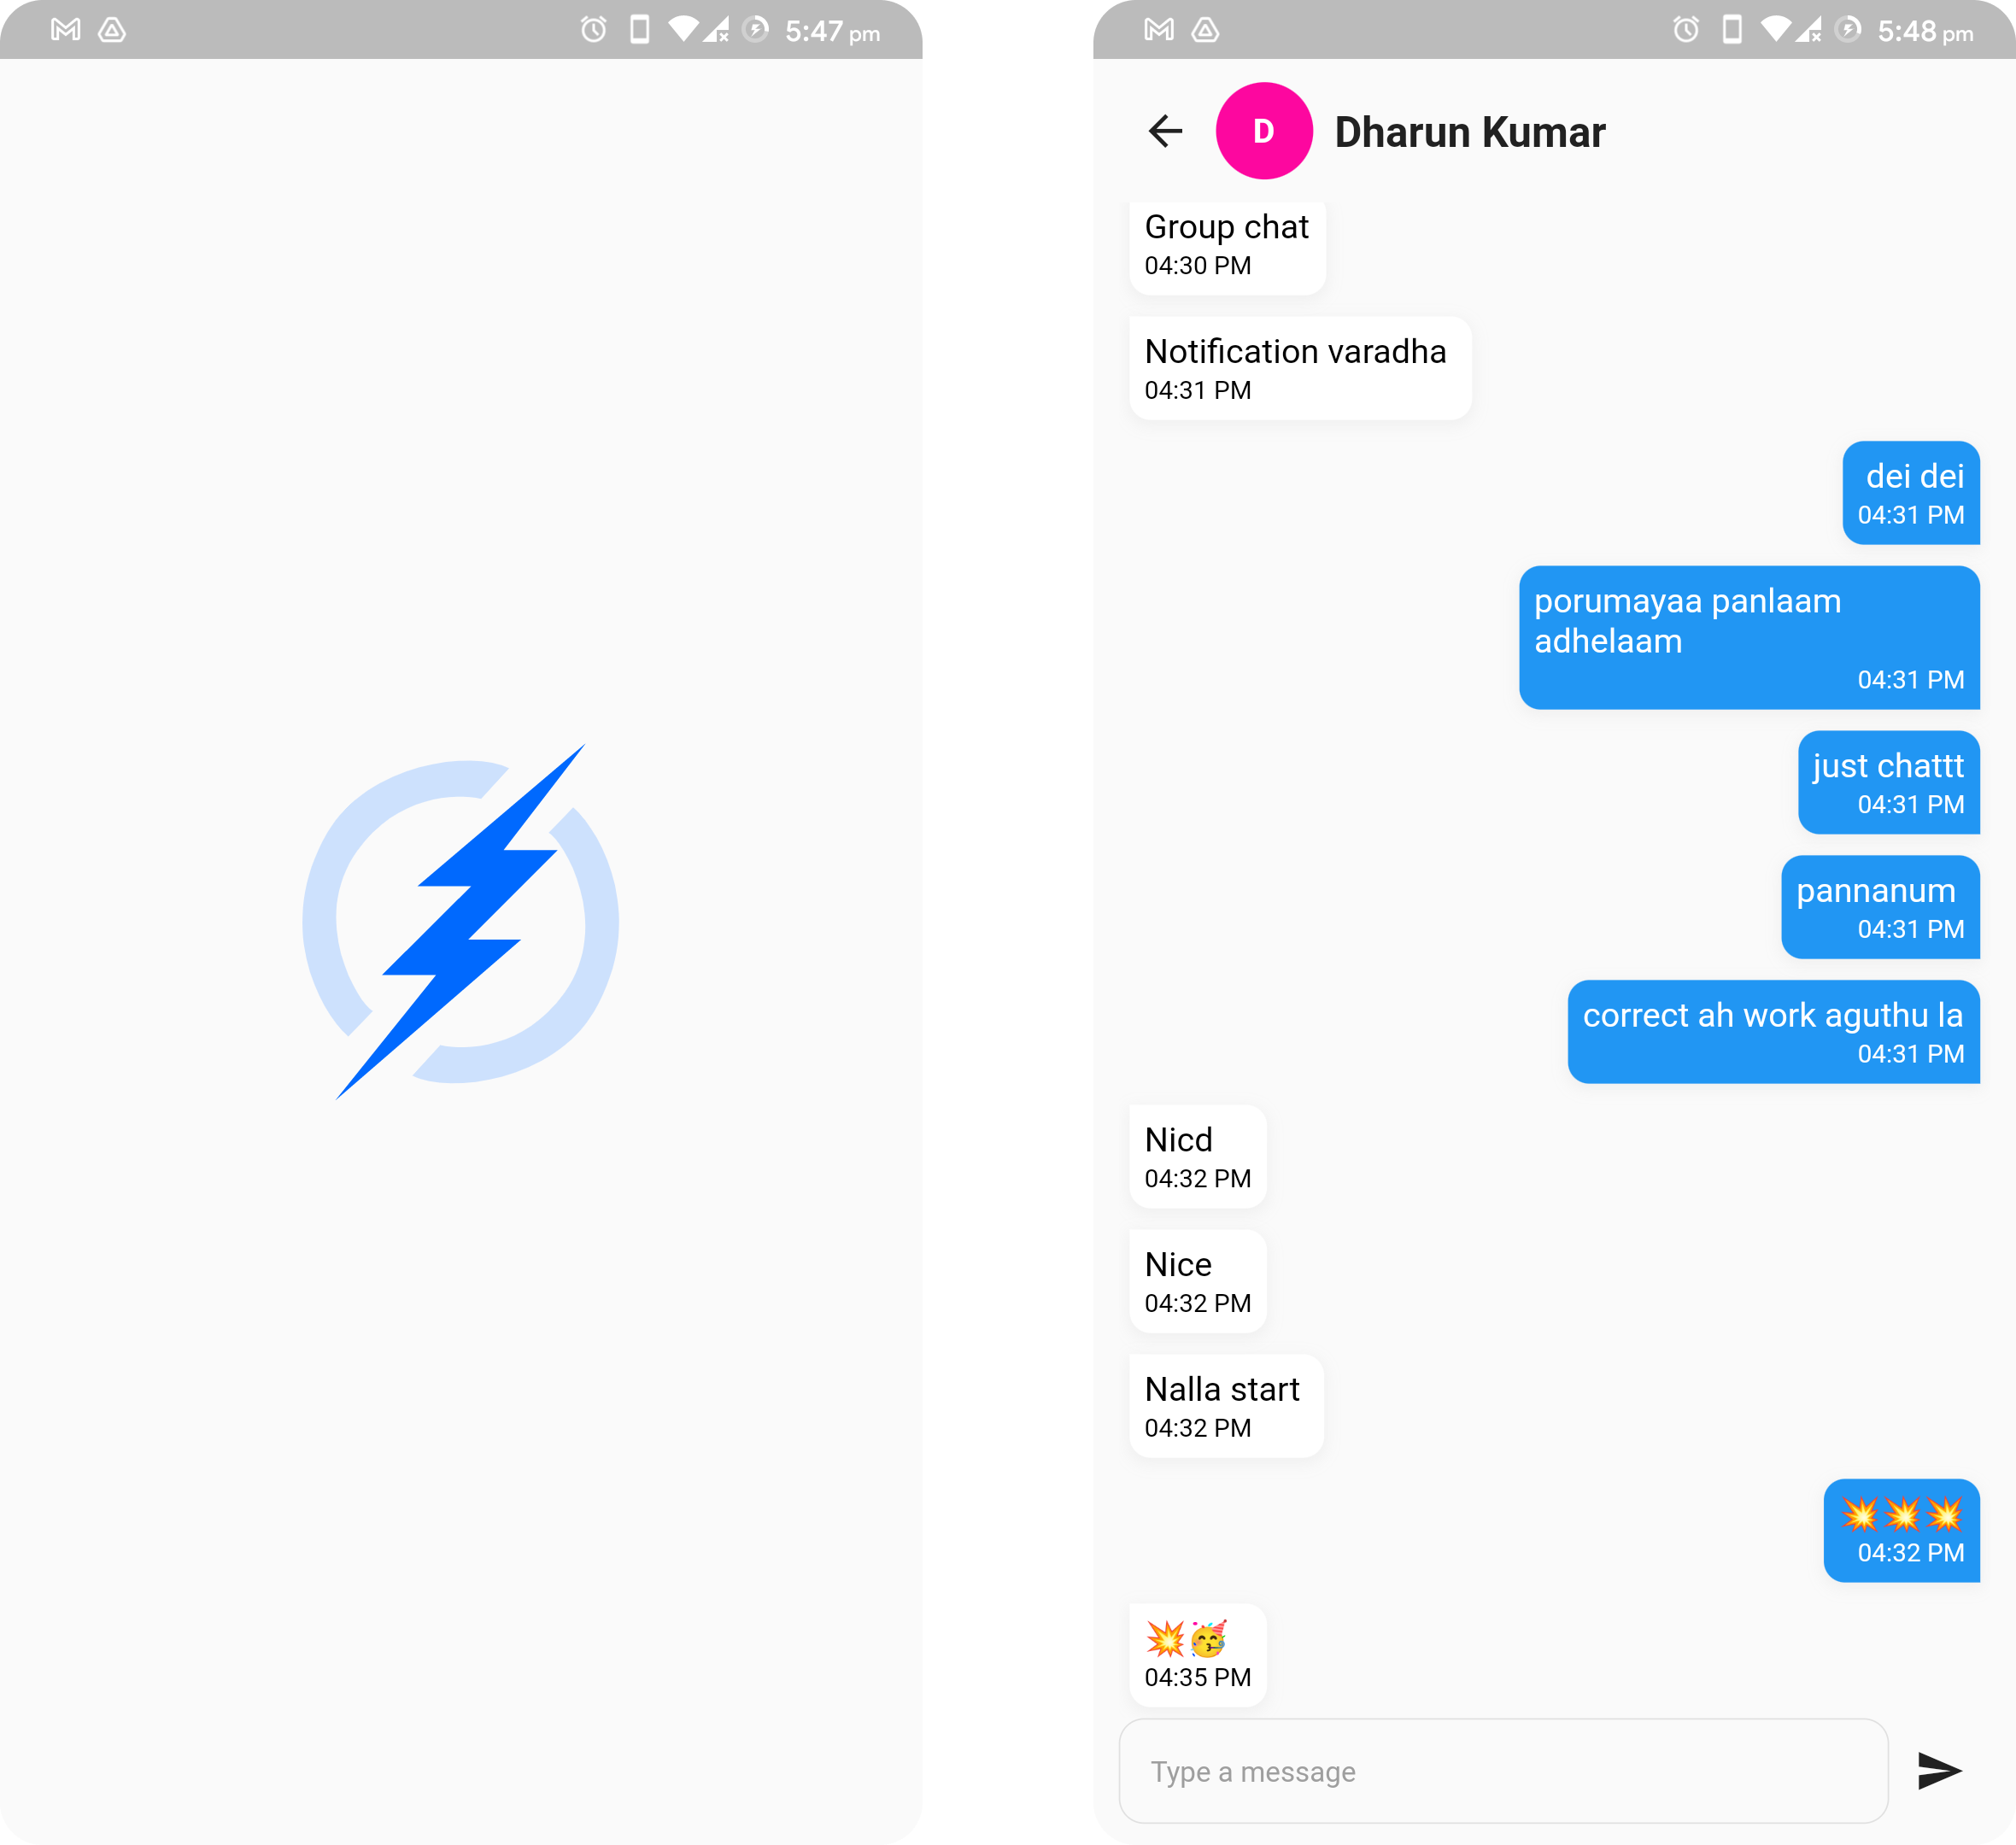 5:47 pm
5:48 pm
D
Dharun Kumar
Group chat
04:30 PM
Notification varadha
04:31 PM
dei dei
04:31 PM
porumayaa panlaam
adhelaam
04:31 PM
just chattt
04:31 PM
pannanum
04:31 PM
correct ah work aguthu la
04:31 PM
Nicd
04:32 PM
Nice
04:32 PM
Nalla start
04:32 PM
💥💥💥
04:32 PM
💥🥳
04:35 PM
Type a message